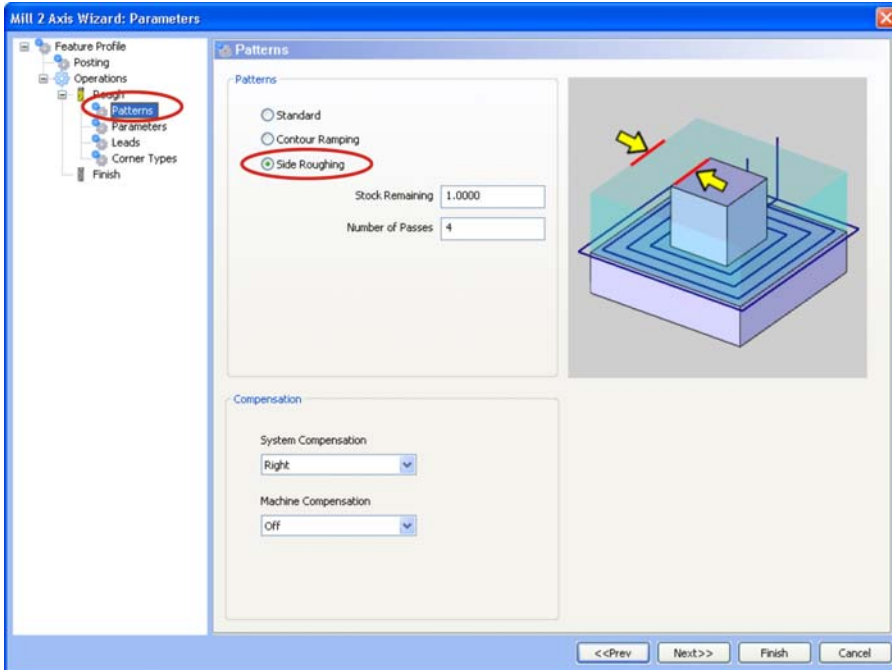 Mill 2 Axis Wizard: Parameters
Feature Profile
Posting
Operations
Rough
Patterns
Parameters
Leads
Corner Types
Finish
Patterns
Patterns
Standard
Contour Ramping
Side Roughing
Stock Remaining 1.0000
Number of Passes 4
Compensation
System Compensation
Right
Machine Compensation
Off
<<Prev Next>> Finish Cancel